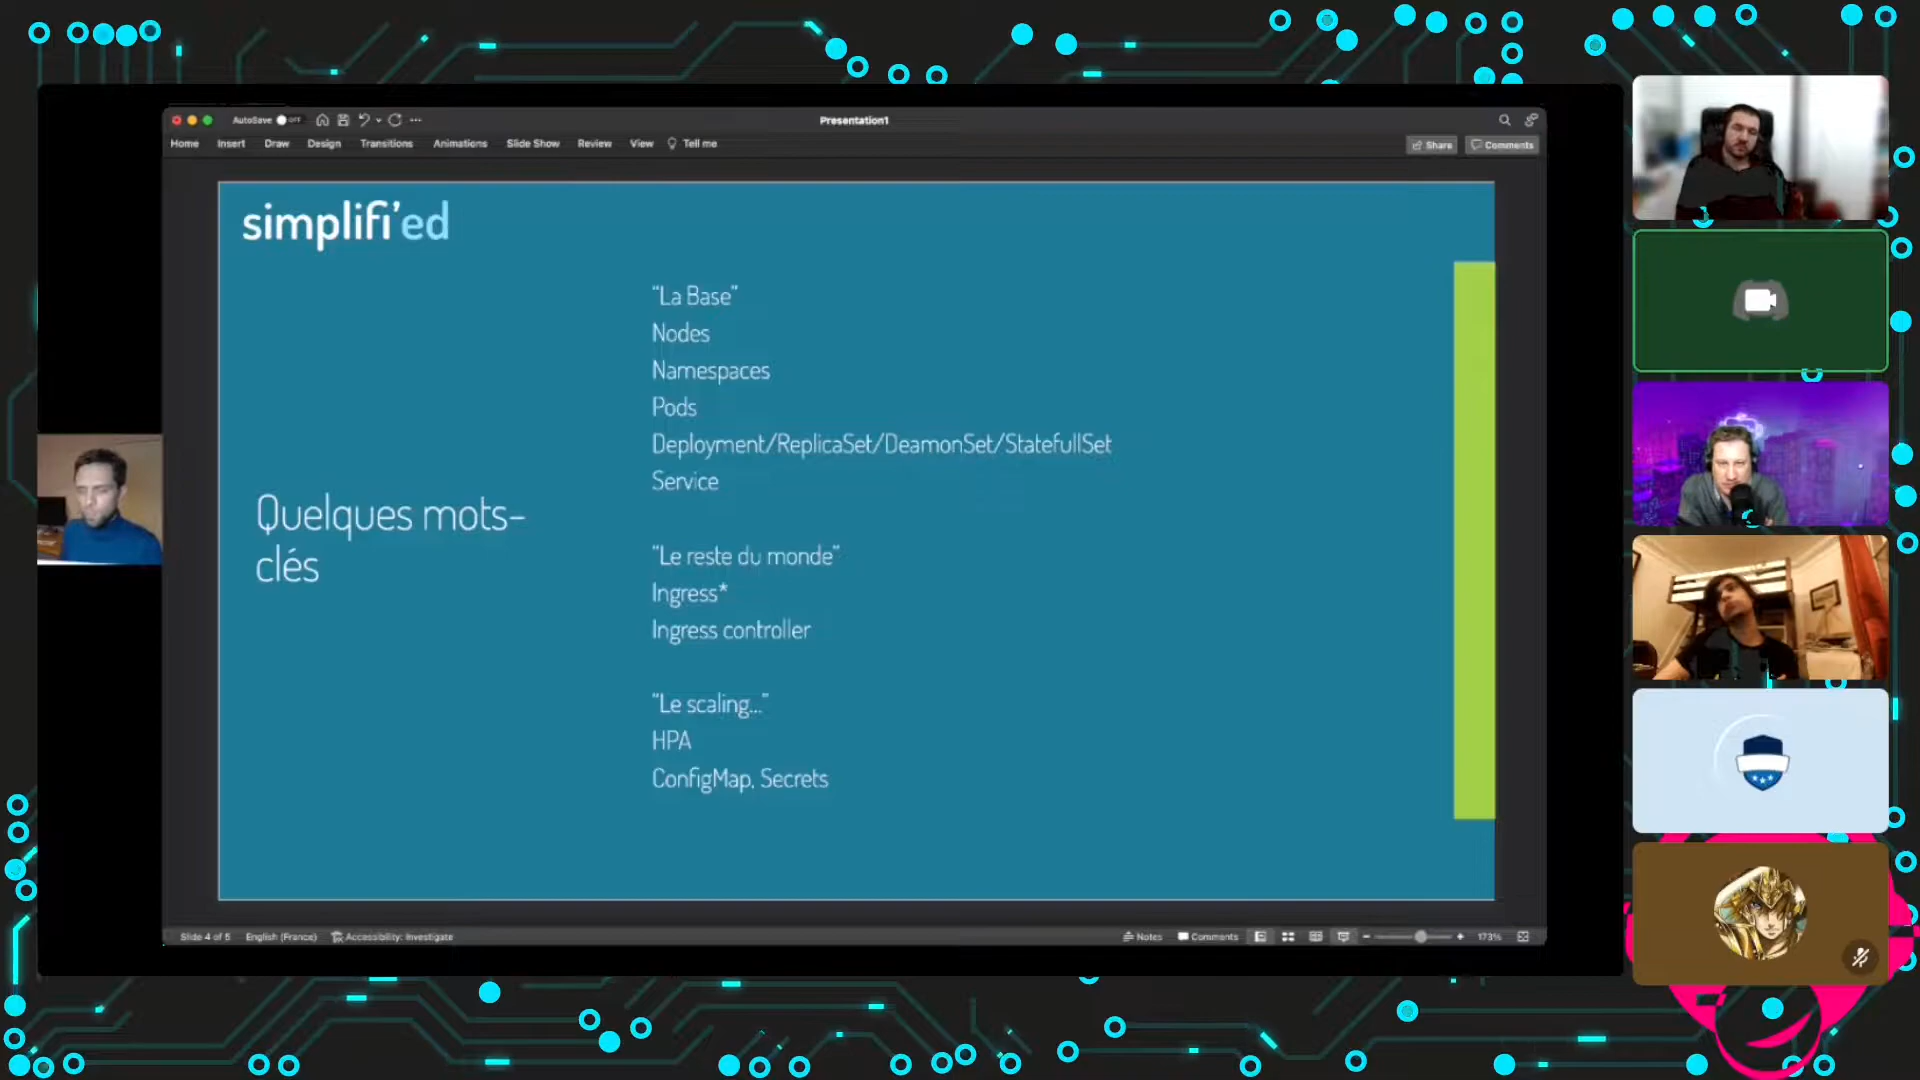 AutoSave OFF
Presentation1
Home Insert Draw Design Transitions Animations Slide Show Review View Tell me
Share Comments
simplifi'ed
Quelques mots-
clés
“La Base”
Nodes
Namespaces
Pods
Deployment/ReplicaSet/DeamonSet/StatefullSet
Service
“Le reste du monde”
Ingress*
Ingress controller
“Le scaling...”
HPA
ConfigMap, Secrets
Slide 4 of 5 English (France) Accessibility: Investigate
Notes Comments 173%